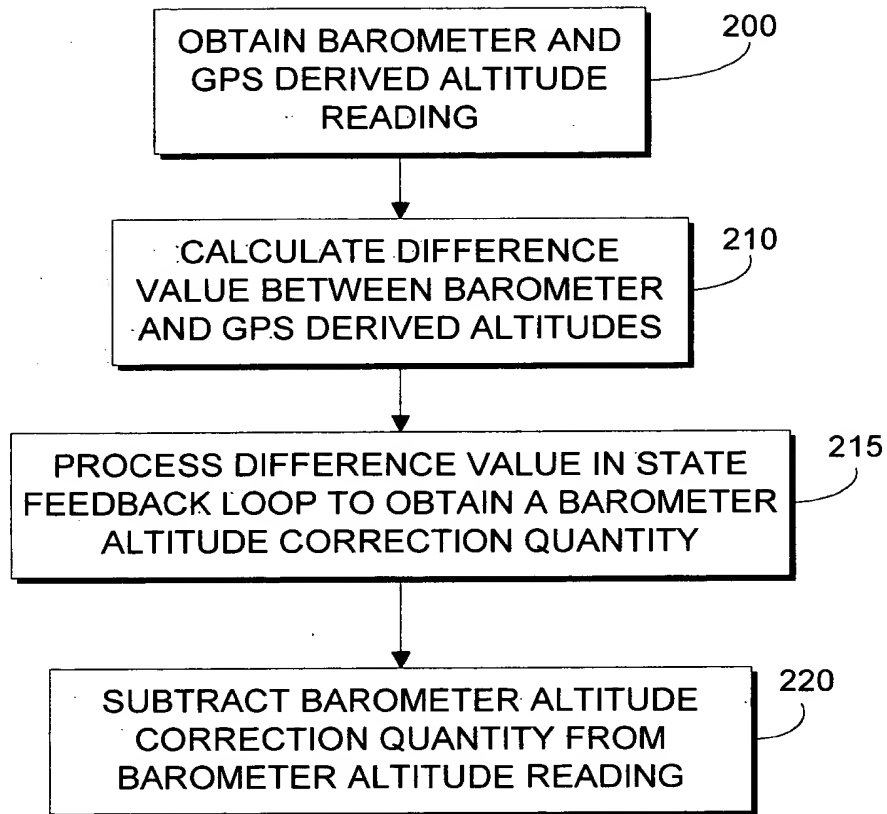 OBTAIN BAROMETER AND
GPS DERIVED ALTITUDE
READING
200
CALCULATE DIFFERENCE
VALUE BETWEEN BAROMETER
AND GPS DERIVED ALTITUDES
210
PROCESS DIFFERENCE VALUE IN STATE
FEEDBACK LOOP TO OBTAIN A BAROMETER
ALTITUDE CORRECTION QUANTITY
215
SUBTRACT BAROMETER ALTITUDE
CORRECTION QUANTITY FROM
BAROMETER ALTITUDE READING
220